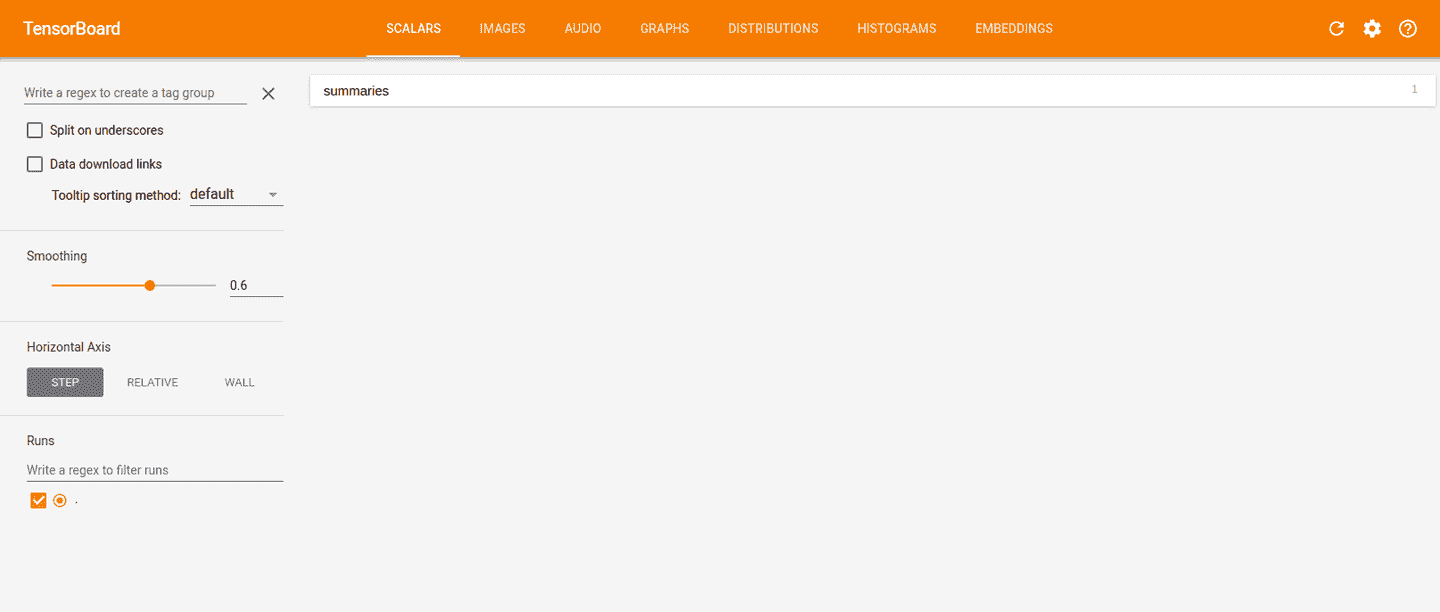 TensorBoard SCALARS IMAGES AUDIO GRAPHS DISTRIBUTIONS HISTOGRAMS EMBEDDINGS
Write a regex to create a tag group
Split on underscores
Data download links
Tooltip sorting method: default
Smoothing
0.6
Horizontal Axis
STEP RELATIVE WALL
Runs
Write a regex to filter runs
.
summaries 1